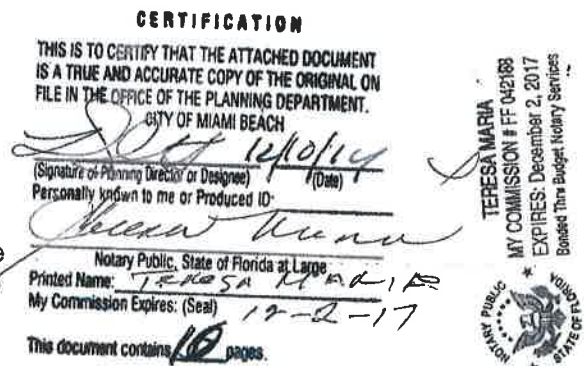 CERTIFICATION
THIS IS TO CERTIFY THAT THE ATTACHED DOCUMENT
IS A TRUE AND ACCURATE COPY OF THE ORIGINAL ON
FILE IN THE OFFICE OF THE PLANNING DEPARTMENT.
CITY OF MIAMI BEACH
12/10/14
(Signature of Planning Director or Designee) (Date)
Personally known to me or Produced ID:
Teresa Maria
Notary Public, State of Florida at Large
Printed Name: TERESA MARIA
My Commission Expires: (Seal) 12-2-17
This document contains 10 pages.
TERESA MARIA
MY COMMISSION # FF 042188
EXPIRES: December 2, 2017
Bonded Thru Budget Notary Services
NOTARY PUBLIC
STATE OF FLORIDA